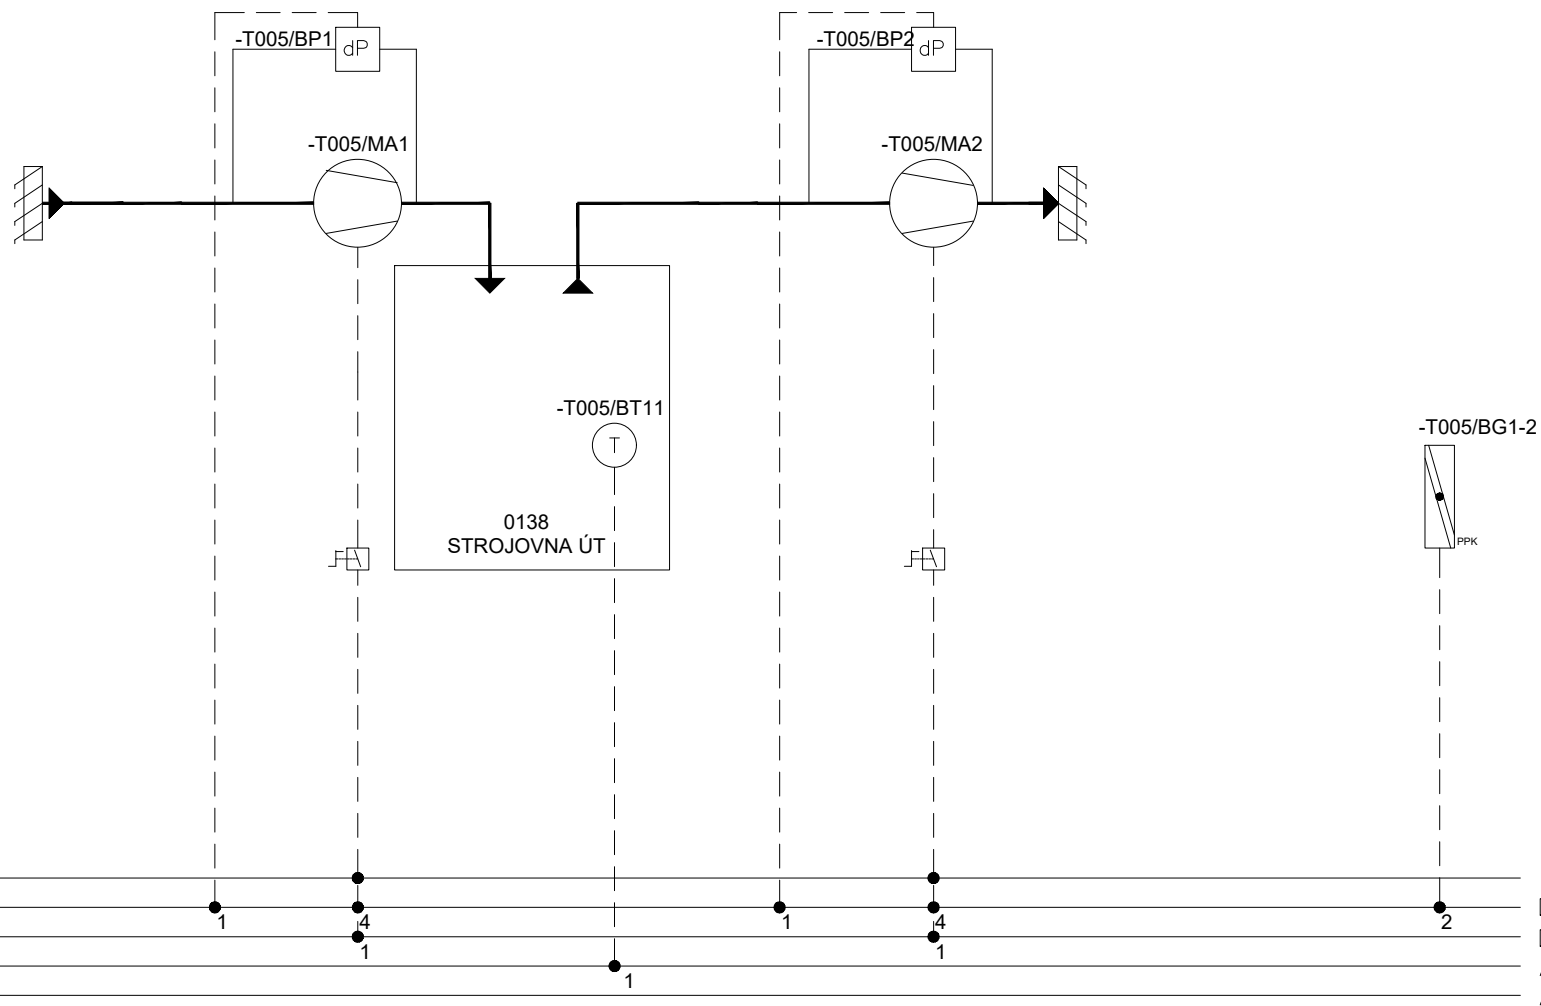 -T005/BP1
dP
-T005/BP2
dP
-T005/MA1
-T005/MA2
-T005/BT11
T
-T005/BG1-2
0138
STROJOVNA ÚT
PPK
1
4
1
4
2
1
1
1